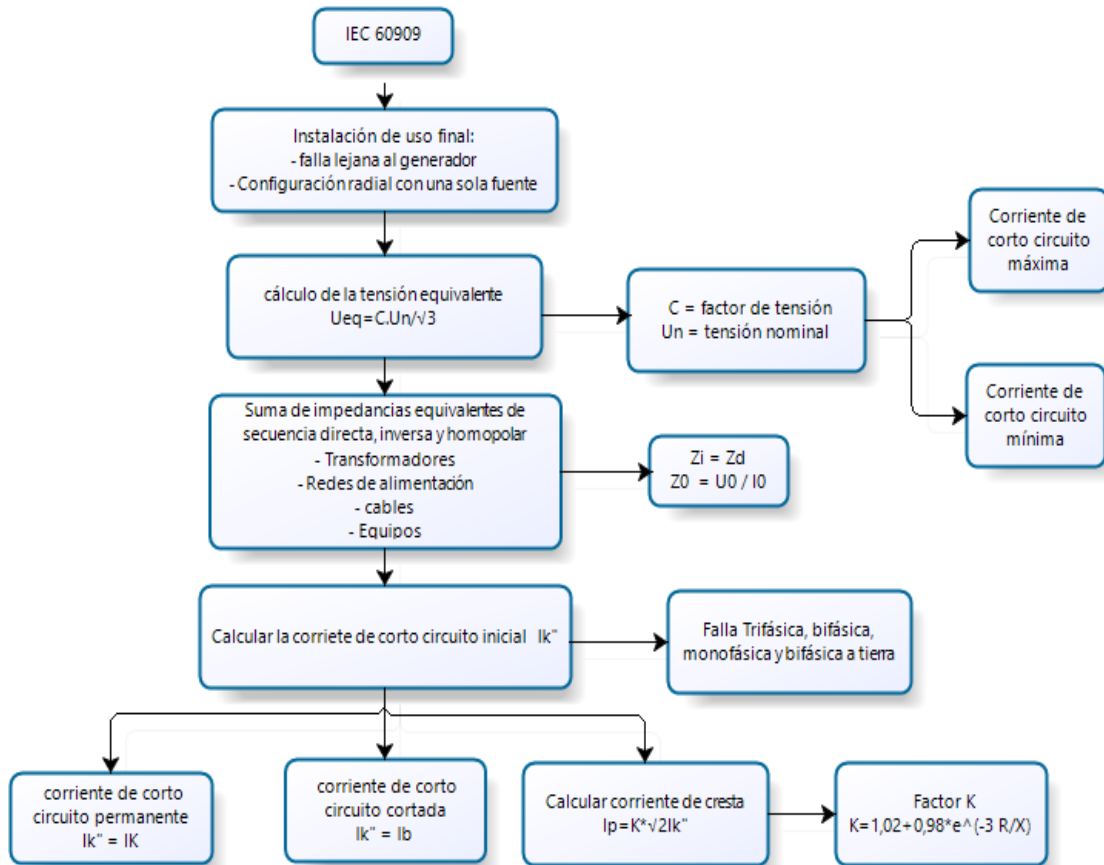 IEC 60909
Instalación de uso final:
- falla lejana al generador
- Configuración radial con una sola fuente
cálculo de la tensión equivalente
Ueq=C.Un/√3
C = factor de tensión
Un = tensión nominal
Corriente de
corto circuito
máxima
Corriente de
corto circuito
mínima
Suma de impedancias equivalentes de
secuencia directa, inversa y homopolar
- Transformadores
- Redes de alimentación
- cables
- Equipos
Zi = Zd
Z0 = U0 / I0
Calcular la corriete de corto circuito inicial Ik"
Falla Trifásica, bifásica,
monofásica y bifásica a tierra
corriente de corto
circuito permanente
Ik" = IK
corriente de corto
circuito cortada
Ik" = Ib
Calcular corriente de cresta
Ip=K*√2Ik"
Factor K
K=1,02+0,98*e^(-3 R/X)